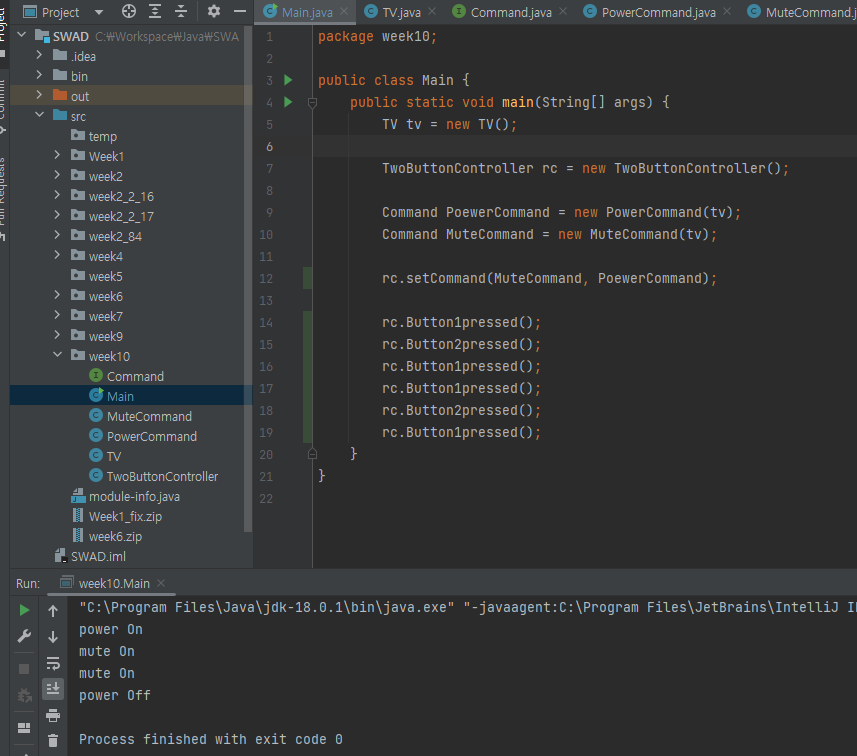 Project
Main.java
TV.java
Command.java
PowerCommand.java
MuteCommand.j
SWAD C:₩Workspace₩Java₩SWA
.idea
bin
out
src
temp
Week1
week2
week2_2_16
week2_2_17
week2_84
week4
week5
week6
week7
week9
week10
Command
Main
MuteCommand
PowerCommand
TV
TwoButtonController
module-info.java
Week1_fix.zip
week6.zip
SWAD.iml
Project
Commit
Pull Requests
1 package week10;
2
3 public class Main {
4 public static void main(String[] args) {
5 TV tv = new TV();
6
7 TwoButtonController rc = new TwoButtonController();
8
9 Command PoewerCommand = new PowerCommand(tv);
10 Command MuteCommand = new MuteCommand(tv);
11
12 rc.setCommand(MuteCommand, PoewerCommand);
13
14 rc.Button1pressed();
15 rc.Button2pressed();
16 rc.Button1pressed();
17 rc.Button1pressed();
18 rc.Button2pressed();
19 rc.Button1pressed();
20 }
21 }
22
Run: week10.Main
"C:\Program Files\Java\jdk-18.0.1\bin\java.exe" "-javaagent:C:\Program Files\JetBrains\IntelliJ I
power On
mute On
mute On
power Off
Process finished with exit code 0